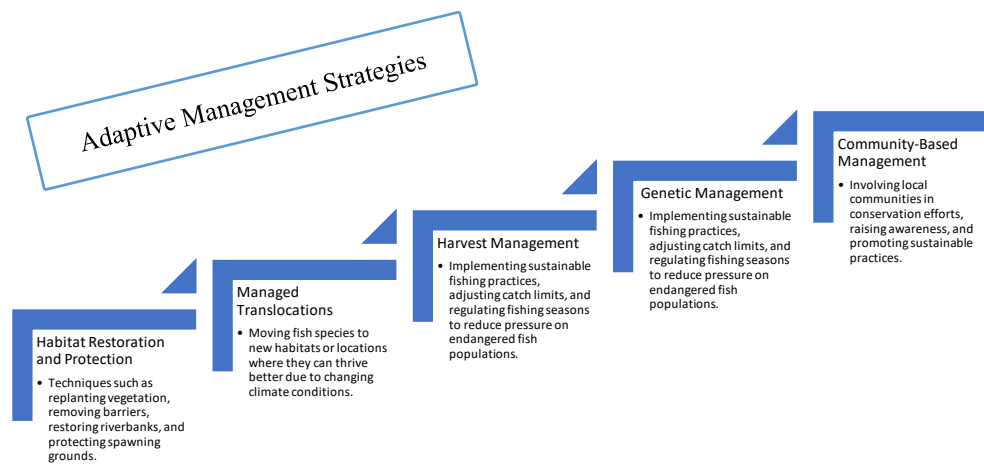 Adaptive Management Strategies
Habitat Restoration
and Protection
• Techniques such as
replanting vegetation,
removing barriers,
restoring riverbanks, and
protecting spawning
grounds.
Managed
Translocations
• Moving fish species to
new habitats or locations
where they can thrive
better due to changing
climate conditions.
Harvest Management
• Implementing sustainable
fishing practices,
adjusting catch limits, and
regulating fishing seasons
to reduce pressure on
endangered fish
populations.
Genetic Management
• Implementing sustainable
fishing practices,
adjusting catch limits, and
regulating fishing seasons
to reduce pressure on
endangered fish
populations.
Community-Based
Management
• Involving local
communities in
conservation efforts,
raising awareness, and
promoting sustainable
practices.